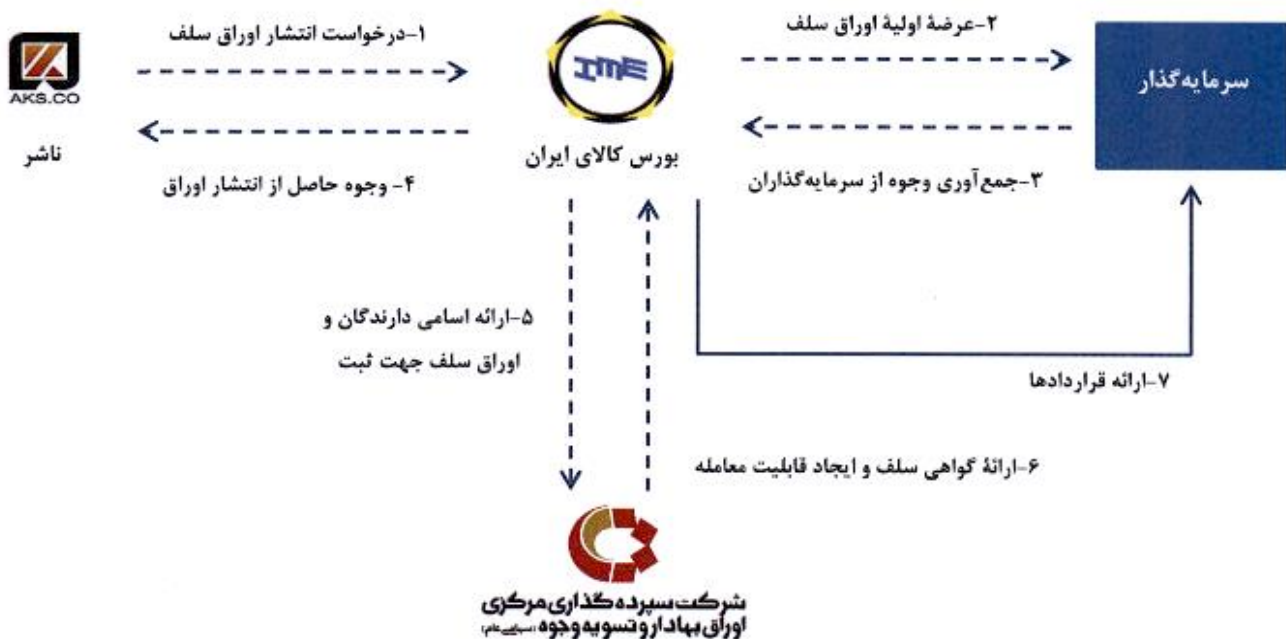 ۱-درخواست انتشار اوراق سلف
۲-عرضهٔ اولیهٔ اوراق سلف
IME
سرمایه‌گذار
AKS.CO
ناشر
بورس کالای ایران
۴- وجوه حاصل از انتشار اوراق
۳-جمع‌آوری وجوه از سرمایه‌گذاران
۵-ارائه اسامی دارندگان و
اوراق سلف جهت ثبت
۷-ارائه قراردادها
۶-ارائهٔ گواهی سلف و ایجاد قابلیت معامله
شرکت سپرده‌گذاری مرکزی
اوراق بهادار و تسویه وجوه (سهامی عام)